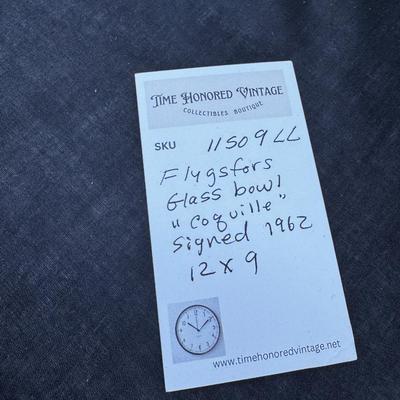 TIME HONORED VINTAGE
COLLECTIBLES BOUTIQUE
SKU 11509LL
Flygsfors
Glass bowl
"Coquille"
Signed 1962
12 x 9
www.timehonoredvintage.net